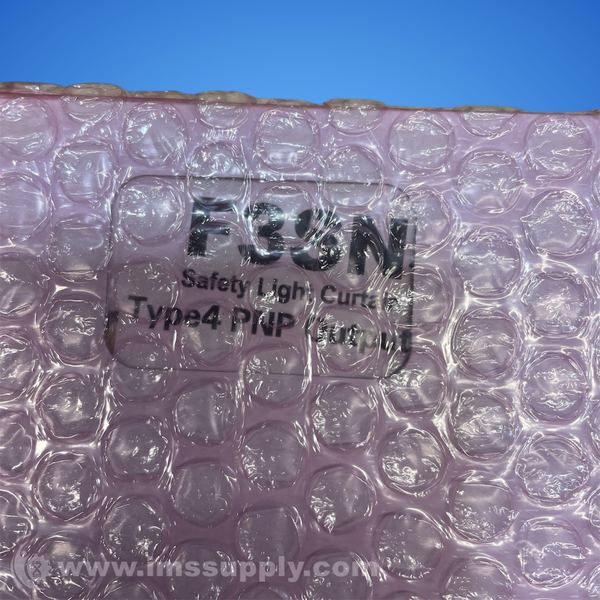 F3SN
Safety Light Curtain
Type4 PNP Output
www.imssupply.com